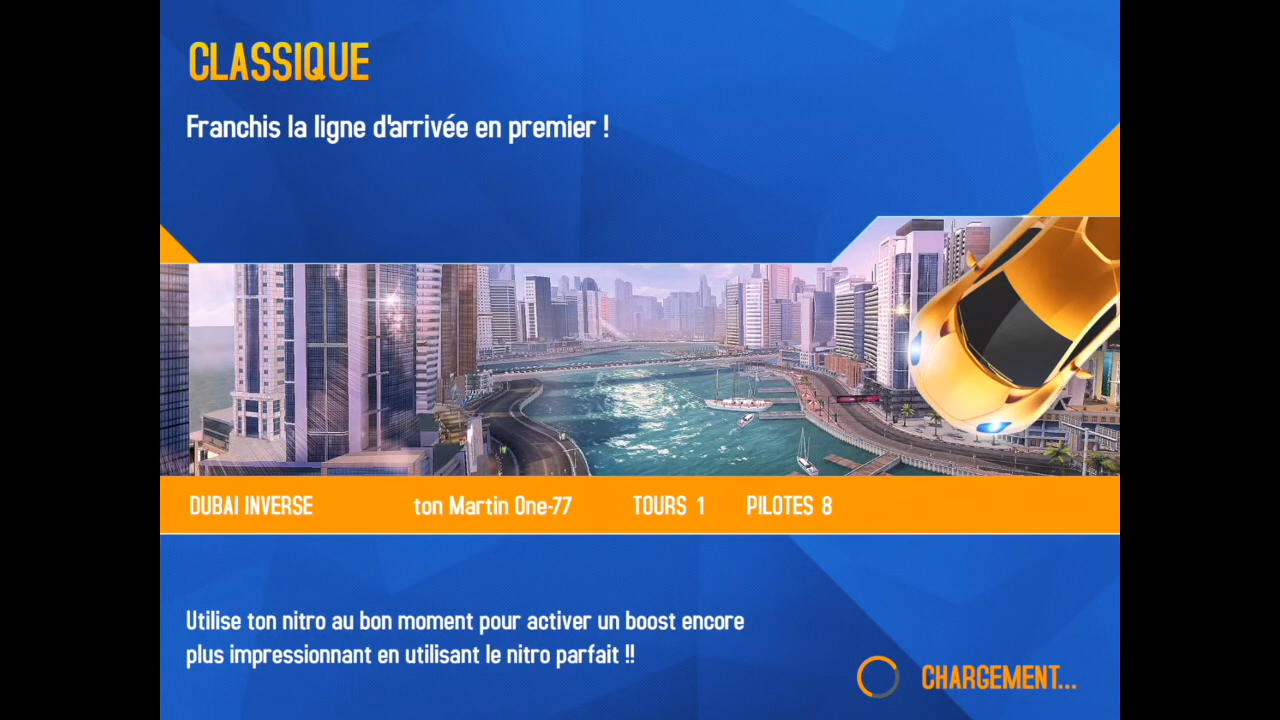 CLASSIQUE
Franchis la ligne d'arrivée en premier !
DUBAI INVERSE ton Martin One-77 TOURS 1 PILOTES 8
Utilise ton nitro au bon moment pour activer un boost encore
plus impressionnant en utilisant le nitro parfait !!
CHARGEMENT...